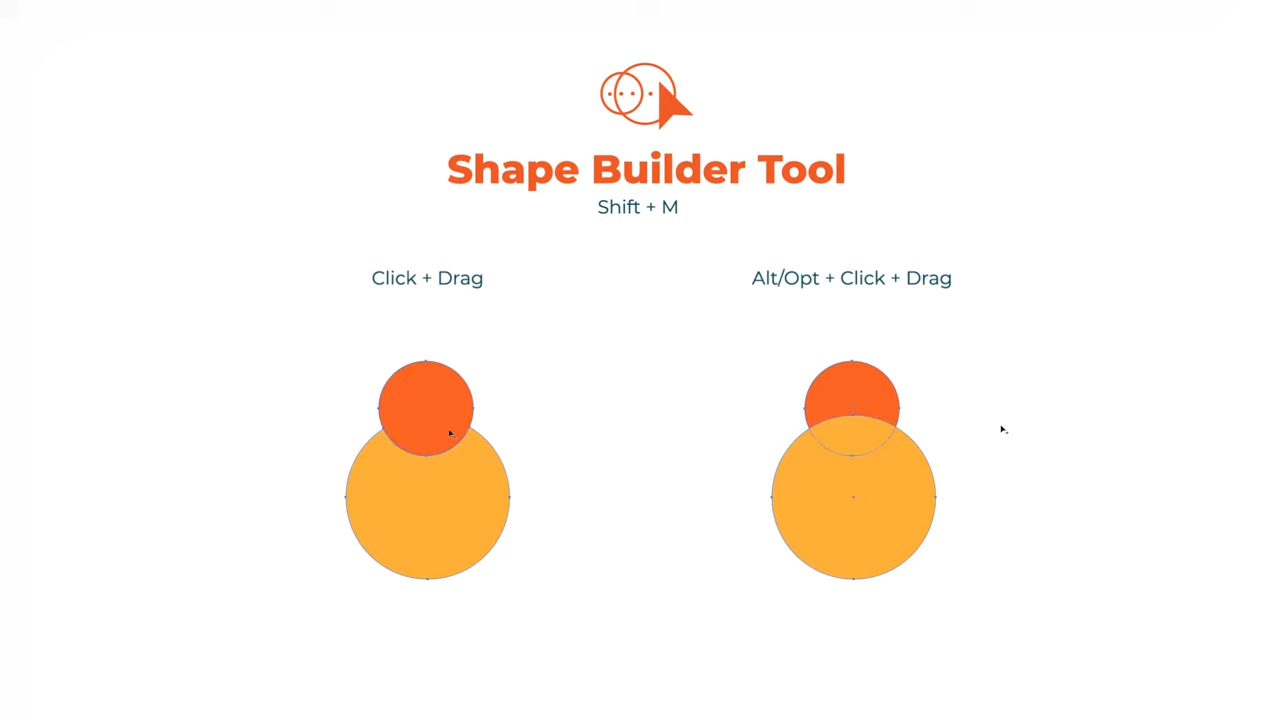 Shape Builder Tool
Shift + M
Click + Drag
Alt/Opt + Click + Drag